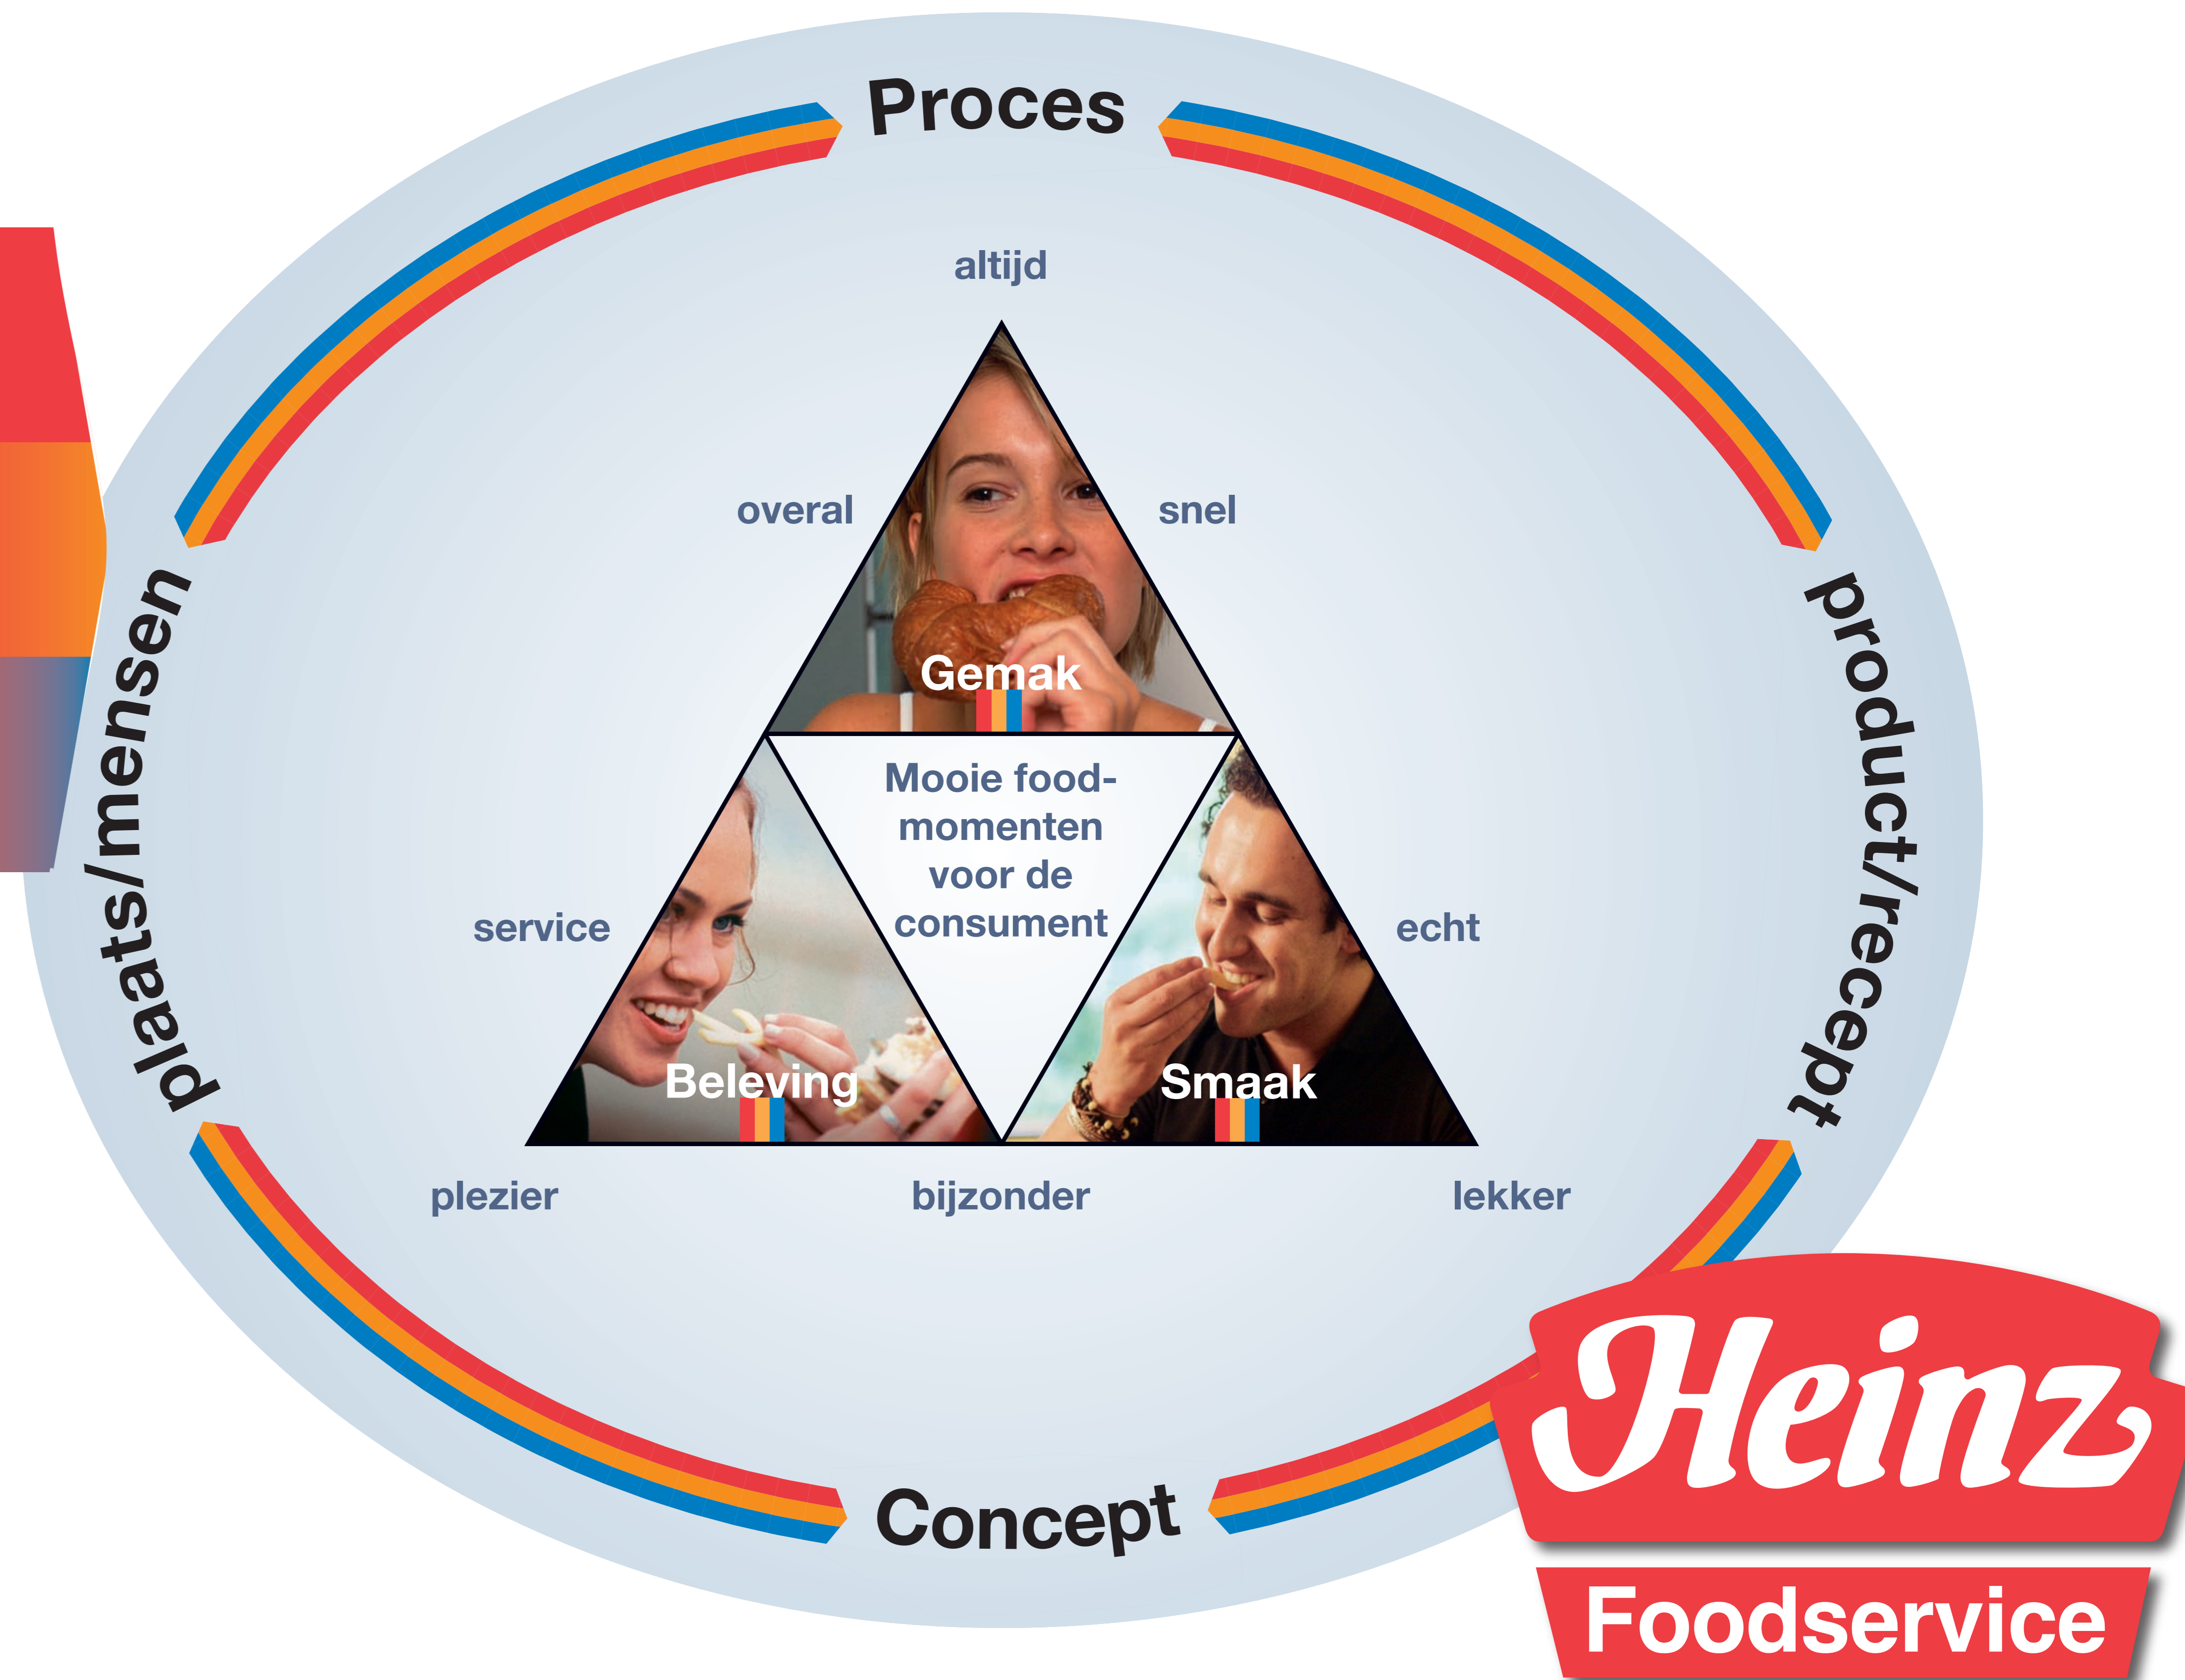 Proces
altijd
overal
snel
Gemak
plaats/mensen
product/recept
Mooie food-
momenten
voor de
consument
service
echt
Beleving
Smaak
plezier
bijzonder
lekker
Concept
Heinz
Foodservice